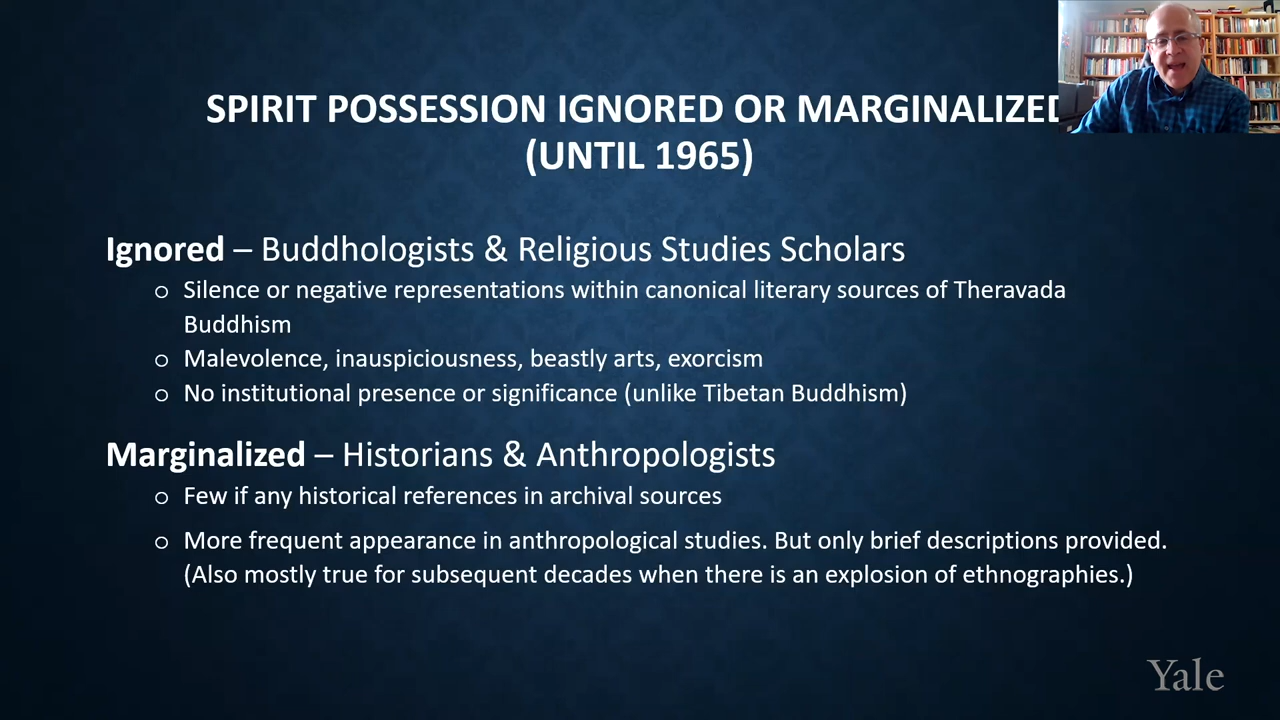 SPIRIT POSSESSION IGNORED OR MARGINALIZED
(UNTIL 1965)
Ignored – Buddhologists & Religious Studies Scholars
o Silence or negative representations within canonical literary sources of Theravada
Buddhism
o Malevolence, inauspiciousness, beastly arts, exorcism
o No institutional presence or significance (unlike Tibetan Buddhism)
Marginalized – Historians & Anthropologists
o Few if any historical references in archival sources
o More frequent appearance in anthropological studies. But only brief descriptions provided.
(Also mostly true for subsequent decades when there is an explosion of ethnographies.)
Yale